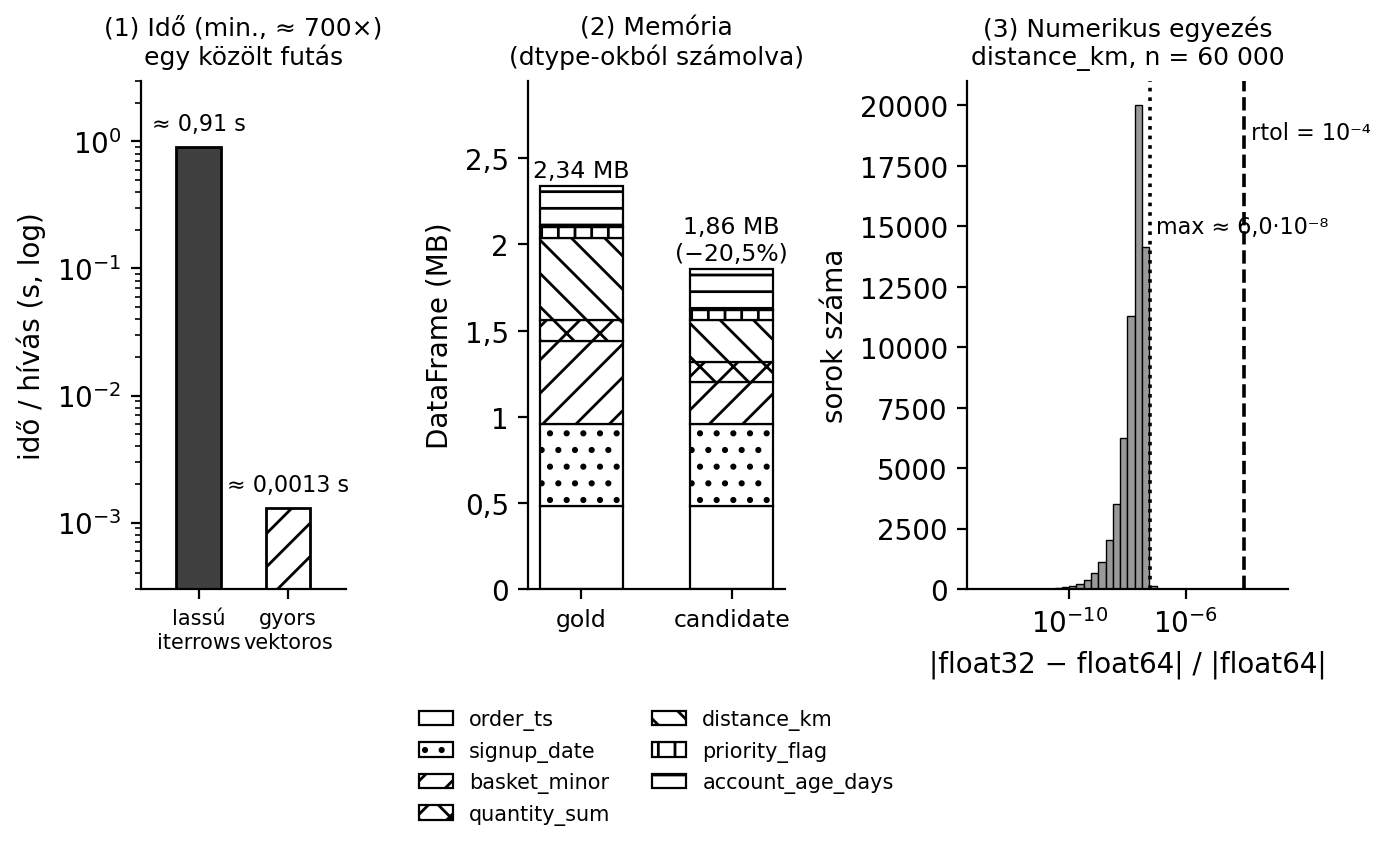 (1) Idő (min., ≈ 700×)
egy közölt futás
idő / hívás (s, log)
10⁰
10⁻¹
10⁻²
10⁻³
≈ 0,91 s
≈ 0,0013 s
lassú
iterrows
gyors
vektoros
(2) Memória
(dtype-okból számolva)
DataFrame (MB)
2,5
2
1,5
1
0,5
0
2,34 MB
1,86 MB
(−20,5%)
gold
candidate
order_ts
signup_date
basket_minor
quantity_sum
distance_km
priority_flag
account_age_days
(3) Numerikus egyezés
distance_km, n = 60 000
sorok száma
20000
17500
15000
12500
10000
7500
5000
2500
0
rtol = 10⁻⁴
max ≈ 6,0·10⁻⁸
10⁻¹⁰
10⁻⁶
|float32 − float64| / |float64|